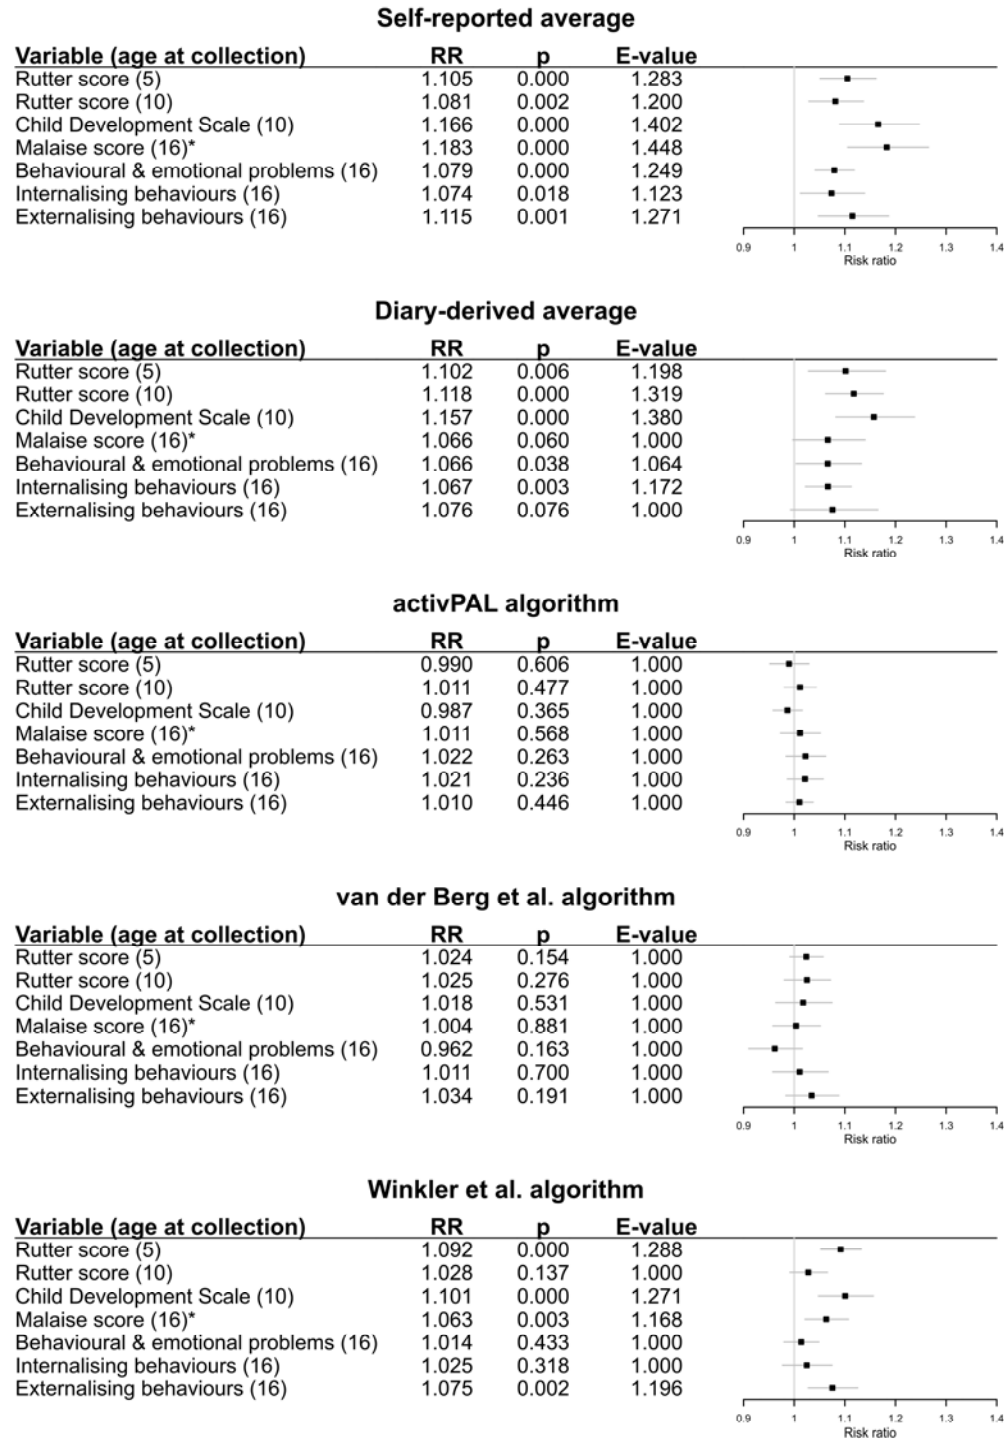 Self-reported average
Variable (age at collection) RR p E-value
Rutter score (5) 1.105 0.000 1.283
Rutter score (10) 1.081 0.002 1.200
Child Development Scale (10) 1.166 0.000 1.402
Malaise score (16)* 1.183 0.000 1.448
Behavioural & emotional problems (16) 1.079 0.000 1.249
Internalising behaviours (16) 1.074 0.018 1.123
Externalising behaviours (16) 1.115 0.001 1.271
0.9 1 1.1 1.2 1.3 1.4
Risk ratio
Diary-derived average
Variable (age at collection) RR p E-value
Rutter score (5) 1.102 0.006 1.198
Rutter score (10) 1.118 0.000 1.319
Child Development Scale (10) 1.157 0.000 1.380
Malaise score (16)* 1.066 0.060 1.000
Behavioural & emotional problems (16) 1.066 0.038 1.064
Internalising behaviours (16) 1.067 0.003 1.172
Externalising behaviours (16) 1.076 0.076 1.000
0.9 1 1.1 1.2 1.3 1.4
Risk ratio
activPAL algorithm
Variable (age at collection) RR p E-value
Rutter score (5) 0.990 0.606 1.000
Rutter score (10) 1.011 0.477 1.000
Child Development Scale (10) 0.987 0.365 1.000
Malaise score (16)* 1.011 0.568 1.000
Behavioural & emotional problems (16) 1.022 0.263 1.000
Internalising behaviours (16) 1.021 0.236 1.000
Externalising behaviours (16) 1.010 0.446 1.000
0.9 1 1.1 1.2 1.3 1.4
Risk ratio
van der Berg et al. algorithm
Variable (age at collection) RR p E-value
Rutter score (5) 1.024 0.154 1.000
Rutter score (10) 1.025 0.276 1.000
Child Development Scale (10) 1.018 0.531 1.000
Malaise score (16)* 1.004 0.881 1.000
Behavioural & emotional problems (16) 0.962 0.163 1.000
Internalising behaviours (16) 1.011 0.700 1.000
Externalising behaviours (16) 1.034 0.191 1.000
0.9 1 1.1 1.2 1.3 1.4
Risk ratio
Winkler et al. algorithm
Variable (age at collection) RR p E-value
Rutter score (5) 1.092 0.000 1.288
Rutter score (10) 1.028 0.137 1.000
Child Development Scale (10) 1.101 0.000 1.271
Malaise score (16)* 1.063 0.003 1.168
Behavioural & emotional problems (16) 1.014 0.433 1.000
Internalising behaviours (16) 1.025 0.318 1.000
Externalising behaviours (16) 1.075 0.002 1.196
0.9 1 1.1 1.2 1.3 1.4
Risk ratio